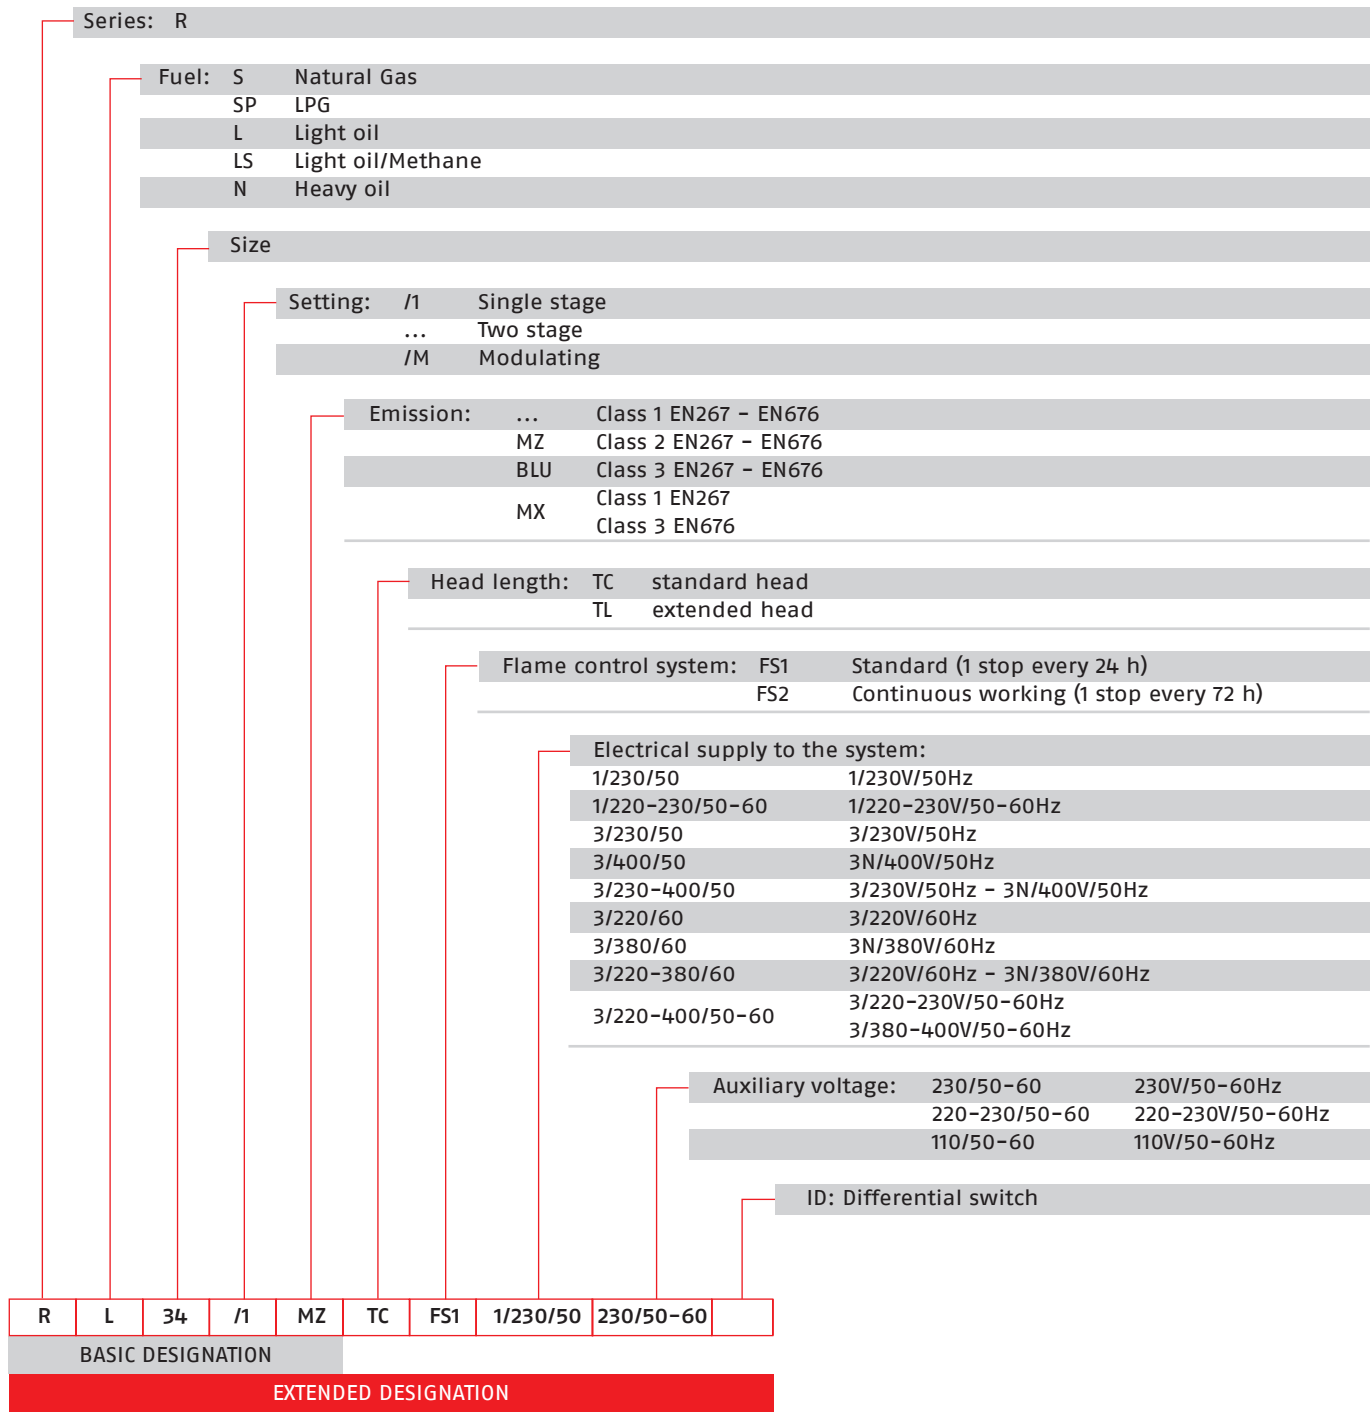 Series: R
Fuel: S Natural Gas
SP LPG
L Light oil
LS Light oil/Methane
N Heavy oil
Size
Setting: /1 Single stage
... Two stage
/M Modulating
Emission: ... Class 1 EN267 - EN676
MZ Class 2 EN267 - EN676
BLU Class 3 EN267 - EN676
MX Class 1 EN267
Class 3 EN676
Head length: TC standard head
TL extended head
Flame control system: FS1 Standard (1 stop every 24 h)
FS2 Continuous working (1 stop every 72 h)
Electrical supply to the system:
1/230/50 1/230V/50Hz
1/220-230/50-60 1/220-230V/50-60Hz
3/230/50 3/230V/50Hz
3/400/50 3N/400V/50Hz
3/230-400/50 3/230V/50Hz - 3N/400V/50Hz
3/220/60 3/220V/60Hz
3/380/60 3N/380V/60Hz
3/220-380/60 3/220V/60Hz - 3N/380V/60Hz
3/220-400/50-60 3/220-230V/50-60Hz
3/380-400V/50-60Hz
Auxiliary voltage: 230/50-60 230V/50-60Hz
220-230/50-60 220-230V/50-60Hz
110/50-60 110V/50-60Hz
ID: Differential switch
R L 34 /1 MZ TC FS1 1/230/50 230/50-60
BASIC DESIGNATION
EXTENDED DESIGNATION